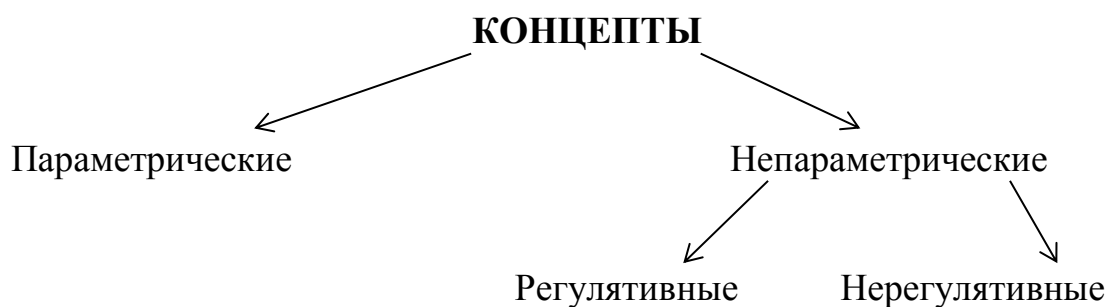 КОНЦЕПТЫ
Параметрические Непараметрические
Регулятивные Нерегулятивные